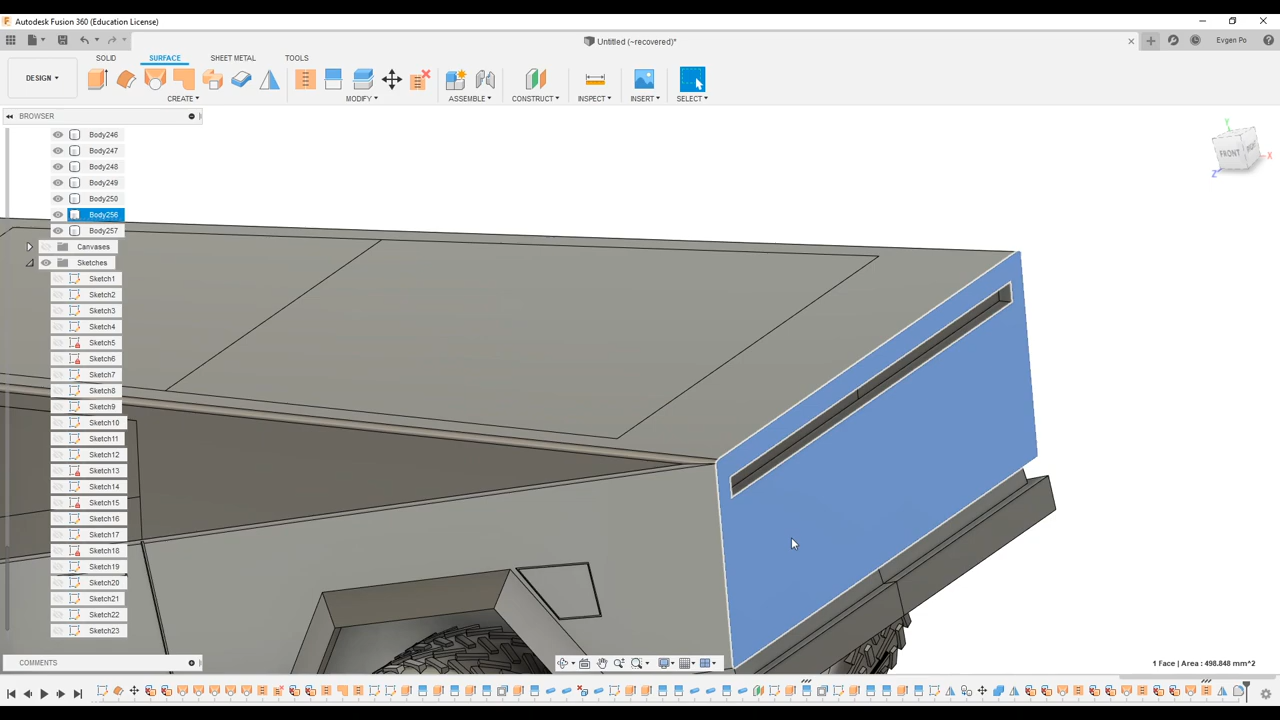 Autodesk Fusion 360 (Education License)
Untitled (~recovered)*
Evgen Po
DESIGN
SOLID SURFACE SHEET METAL TOOLS
CREATE MODIFY ASSEMBLE CONSTRUCT INSPECT INSERT SELECT
BROWSER
Body246
Body247
Body248
Body249
Body250
Body256
Body257
Canvases
Sketches
Sketch1
Sketch2
Sketch3
Sketch4
Sketch5
Sketch6
Sketch7
Sketch8
Sketch9
Sketch10
Sketch11
Sketch12
Sketch13
Sketch14
Sketch15
Sketch16
Sketch17
Sketch18
Sketch19
Sketch20
Sketch21
Sketch22
Sketch23
COMMENTS
Y
FRONT
X
Z
1 Face | Area : 498.848 mm^2